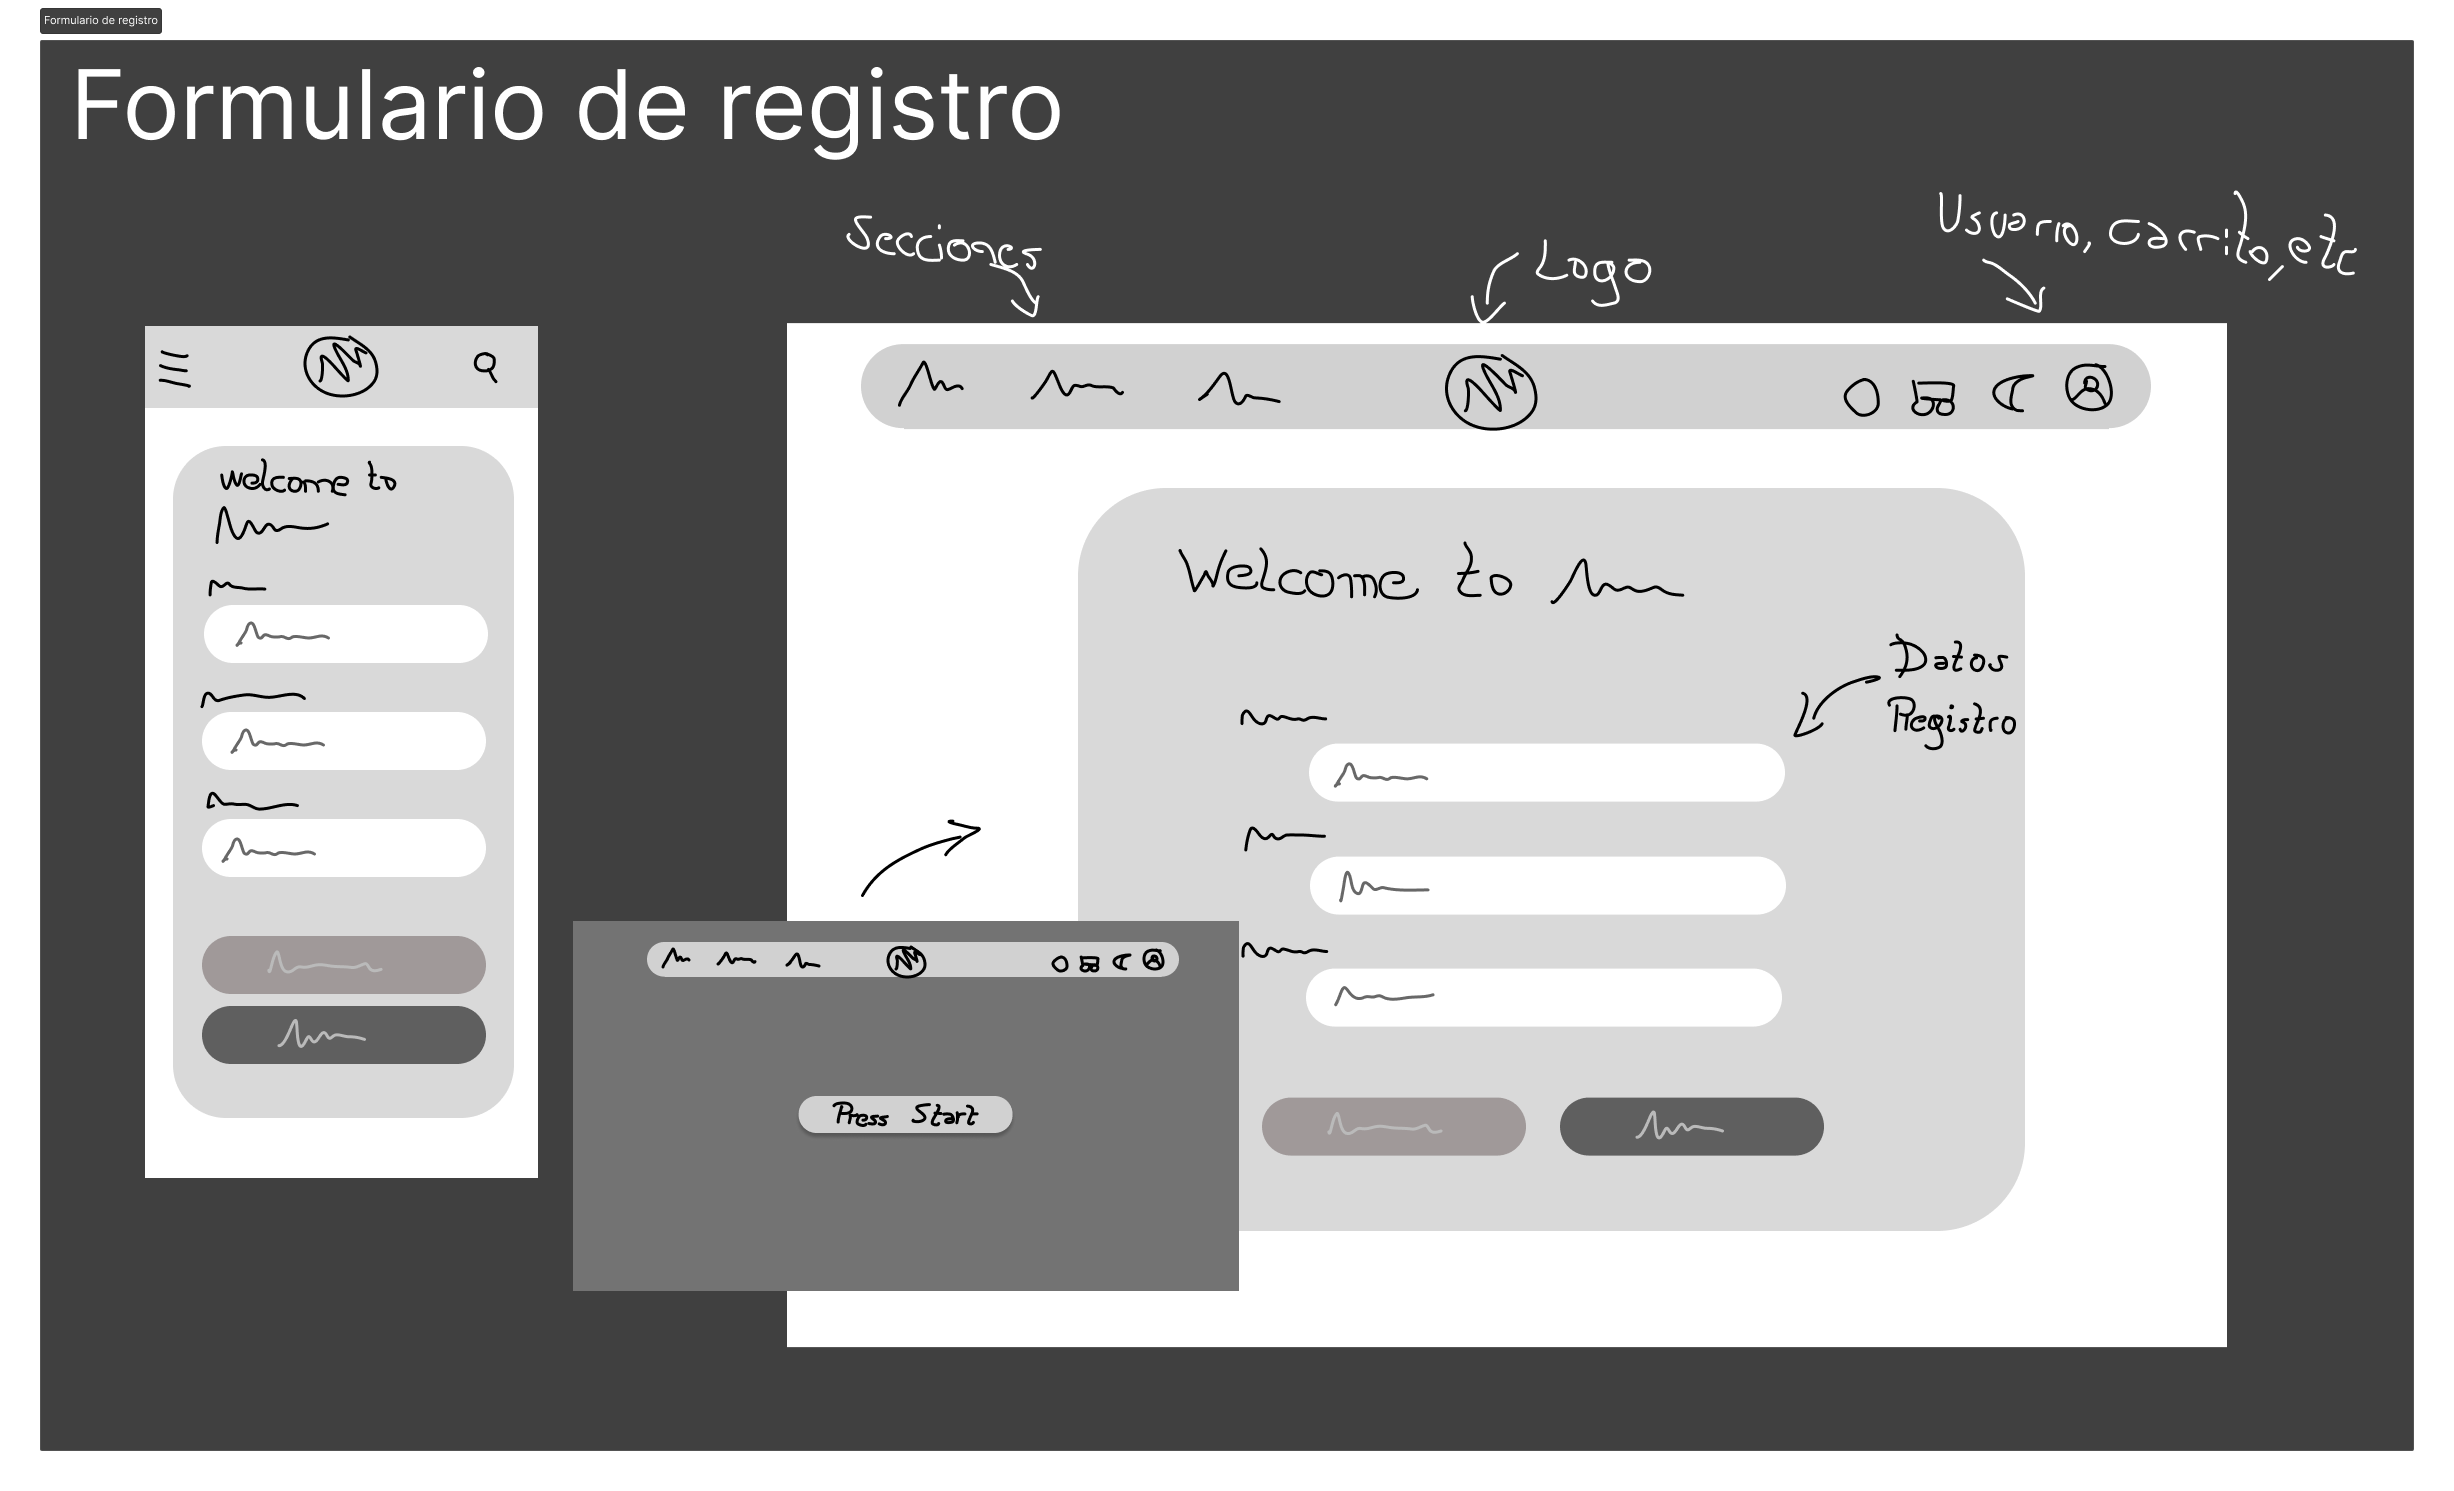 Formulario de registro
Formulario de registro
Secciones
Logo
Usuario, carrito, etc
welcome to
Welcome to
Datos
Registro
Press Start